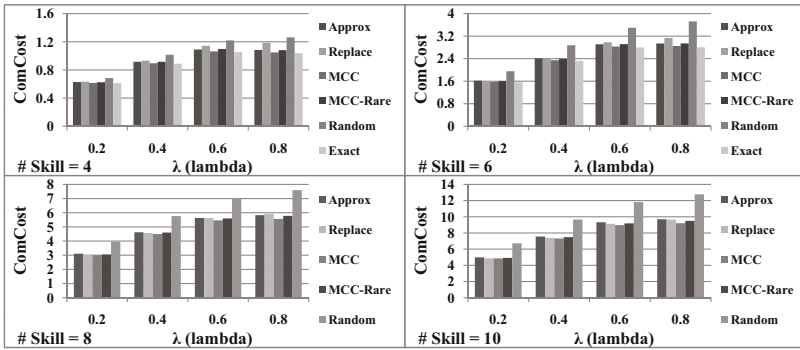 ComCost
1.6
1.2
0.8
0.4
0
0.2 0.4 0.6 0.8
# Skill = 4 λ (lambda)
Approx
Replace
MCC
MCC-Rare
Random
Exact
ComCost
4
3.2
2.4
1.6
0.8
0
0.2 0.4 0.6 0.8
# Skill = 6 λ (lambda)
Approx
Replace
MCC
MCC-Rare
Random
Exact
ComCost
8
7
6
5
4
3
2
1
0
0.2 0.4 0.6 0.8
# Skill = 8 λ (lambda)
Approx
Replace
MCC
MCC-Rare
Random
ComCost
14
12
10
8
6
4
2
0
0.2 0.4 0.6 0.8
# Skill = 10 λ (lambda)
Approx
Replace
MCC
MCC-Rare
Random